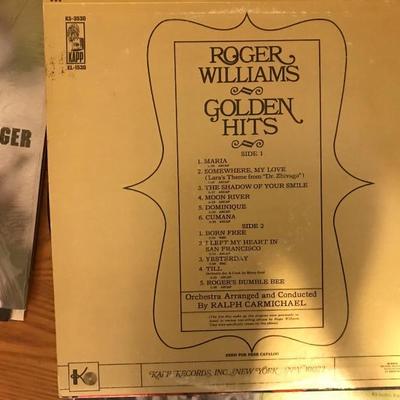 KS-3530
KAPP
KL-1530
GER
ROGER
WILLIAMS
GOLDEN
HITS
SIDE 1
1. MARIA
2. SOMEWHERE, MY LOVE
(Lara's Theme from "Dr. Zhivago")
3. THE SHADOW OF YOUR SMILE
4. MOON RIVER
5. DOMINIQUE
6. CUMANA
SIDE 2
1. BORN FREE
2. I LEFT MY HEART IN
SAN FRANCISCO
3. YESTERDAY
4. TILL
5. ROGER'S BUMBLE BEE
Orchestra Arranged and Conducted
By RALPH CARMICHAEL
SEND FOR FREE CATALOG
KAPP RECORDS, INC., NEW YORK, NEW YORK